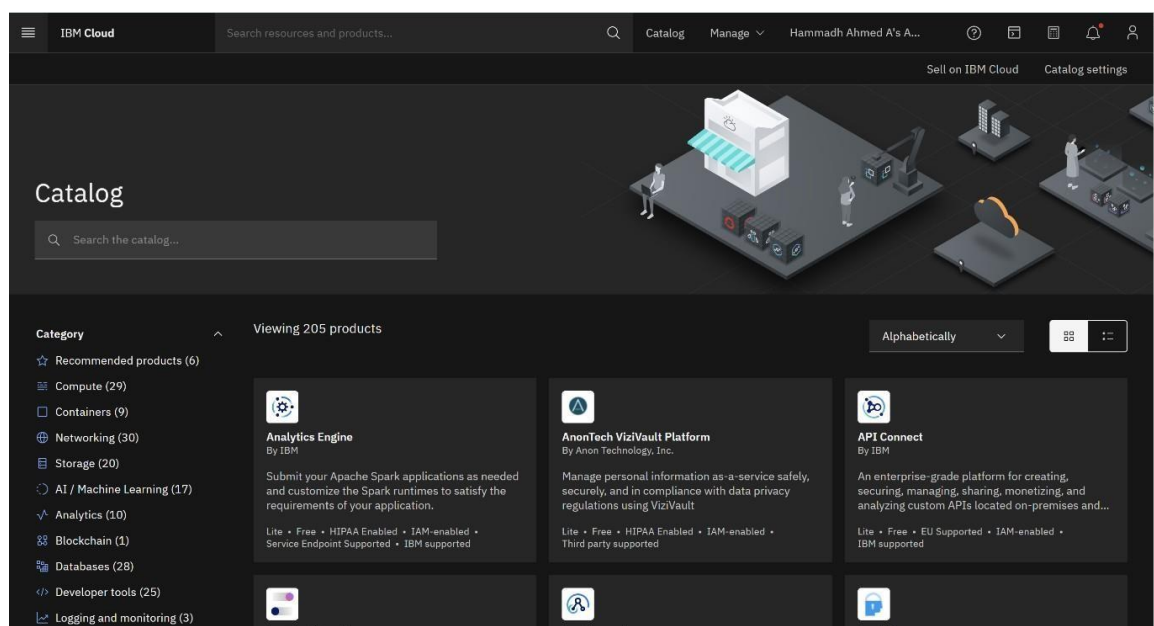 IBM Cloud
Search resources and products...
Catalog
Manage
Hammadh Ahmed A's A...
Sell on IBM Cloud
Catalog settings
Catalog
Search the catalog...
Category
Recommended products (6)
Compute (29)
Containers (9)
Networking (30)
Storage (20)
AI / Machine Learning (17)
Analytics (10)
Blockchain (1)
Databases (28)
Developer tools (25)
Logging and monitoring (3)
Viewing 205 products
Alphabetically
Analytics Engine
By IBM
Submit your Apache Spark applications as needed
and customize the Spark runtimes to satisfy the
requirements of your application.
Lite • Free • HIPAA Enabled • IAM-enabled •
Service Endpoint Supported • IBM supported
AnonTech ViziVault Platform
By Anon Technology, Inc.
Manage personal information as-a-service safely,
securely, and in compliance with data privacy
regulations using ViziVault
Lite • Free • HIPAA Enabled • IAM-enabled •
Third party supported
API Connect
By IBM
An enterprise-grade platform for creating,
securing, managing, sharing, monetizing, and
analyzing custom APIs located on-premises and...
Lite • Free • EU Supported • IAM-enabled •
IBM supported